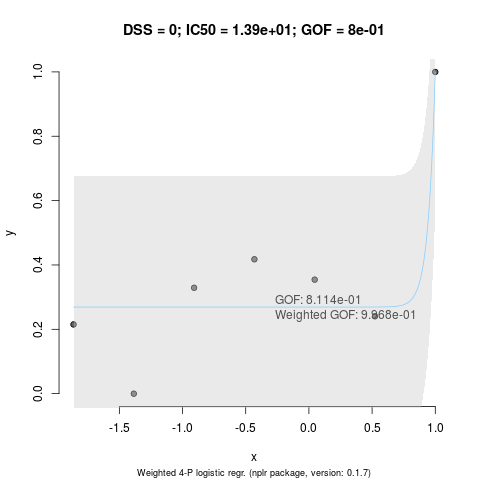 DSS = 0; IC50 = 1.39e+01; GOF = 8e-01
1.0
0.8
0.6
0.4
0.2
0.0
y
GOF: 8.114e-01
Weighted GOF: 9.868e-01
-1.5
-1.0
-0.5
0.0
0.5
1.0
x
Weighted 4-P logistic regr. (nplr package, version: 0.1.7)